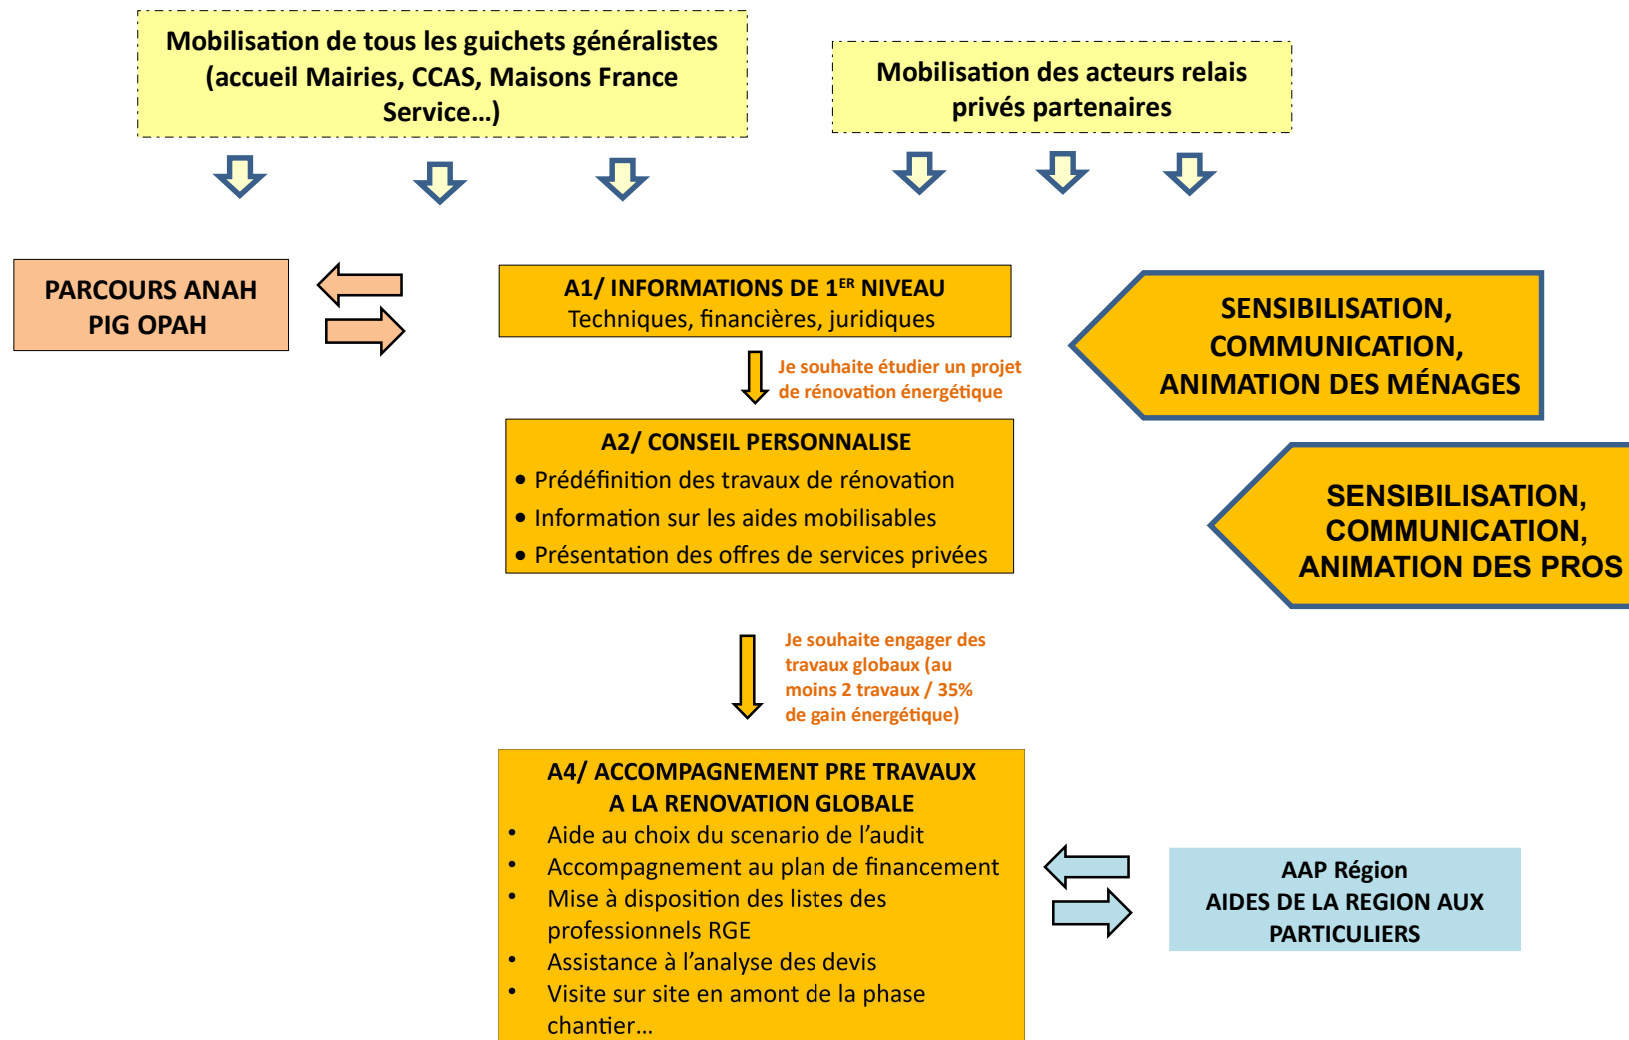 Mobilisation de tous les guichets généralistes
(accueil Mairies, CCAS, Maisons France
Service…)
Mobilisation des acteurs relais
privés partenaires
PARCOURS ANAH
PIG OPAH
A1/ INFORMATIONS DE 1ER NIVEAU
Techniques, financières, juridiques
SENSIBILISATION,
COMMUNICATION,
ANIMATION DES MÉNAGES
Je souhaite étudier un projet
de rénovation énergétique
A2/ CONSEIL PERSONNALISE
• Prédéfinition des travaux de rénovation
• Information sur les aides mobilisables
• Présentation des offres de services privées
SENSIBILISATION,
COMMUNICATION,
ANIMATION DES PROS
Je souhaite engager des
travaux globaux (au
moins 2 travaux / 35%
de gain énergétique)
A4/ ACCOMPAGNEMENT PRE TRAVAUX
A LA RENOVATION GLOBALE
• Aide au choix du scenario de l’audit
• Accompagnement au plan de financement
• Mise à disposition des listes des
professionnels RGE
• Assistance à l’analyse des devis
• Visite sur site en amont de la phase
chantier…
AAP Région
AIDES DE LA REGION AUX
PARTICULIERS